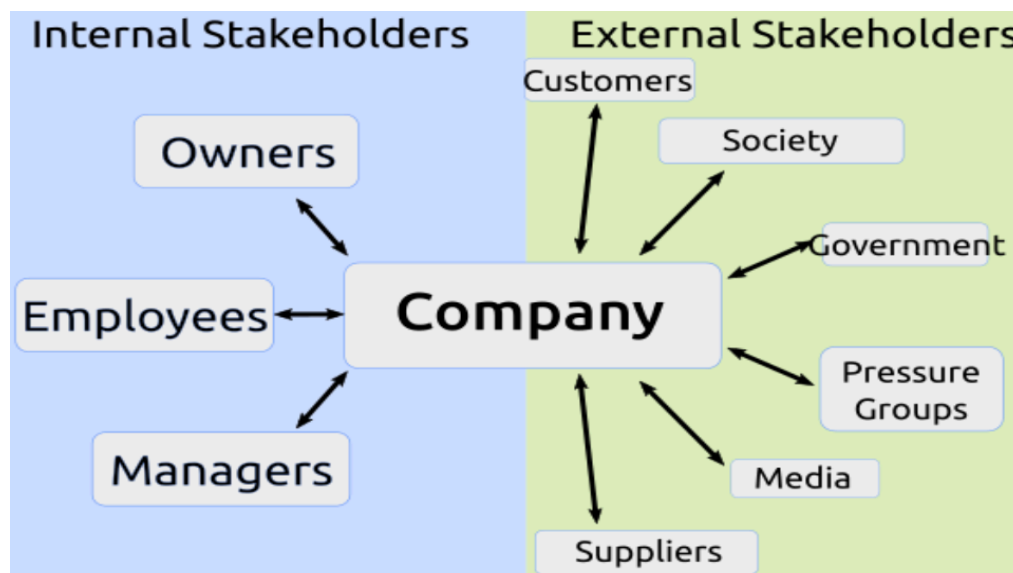 Internal Stakeholders
External Stakeholders
Customers
Society
Owners
Government
Employees
Company
Pressure
Groups
Managers
Media
Suppliers